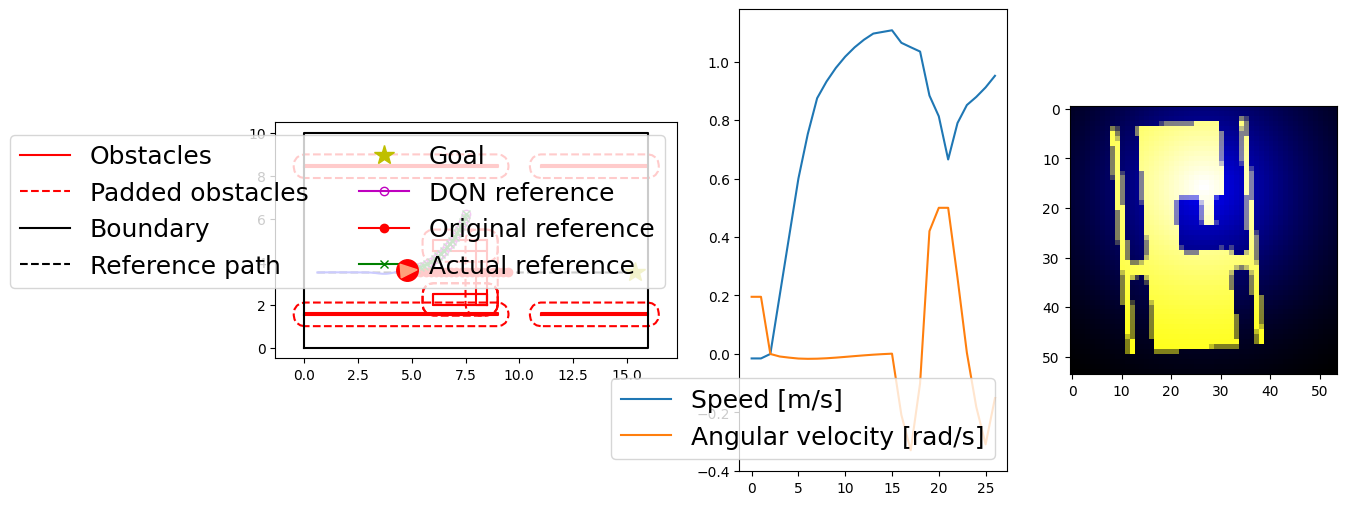 Obstacles
Padded obstacles
Boundary
Reference path
Goal
DQN reference
Original reference
Actual reference
10
8
6
4
2
0
0.0 2.5 5.0 7.5 10.0 12.5 15.0
1.0
0.8
0.6
0.4
0.2
0.0
−0.2
−0.4
0 5 10 15 20 25
Speed [m/s]
Angular velocity [rad/s]
0
10
20
30
40
50
0 10 20 30 40 50